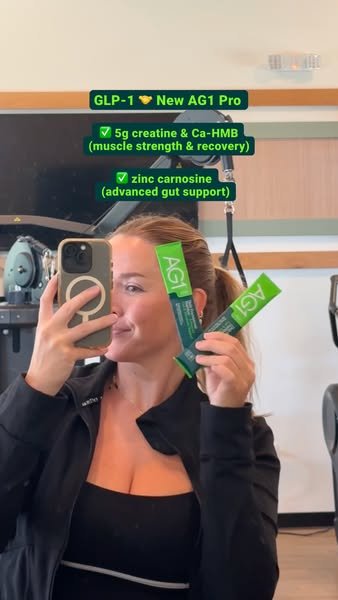 GLP-1 🤝 New AG1 Pro
✅ 5g creatine & Ca-HMB
(muscle strength & recovery)
✅ zinc carnosine
(advanced gut support)
AG1
AG1